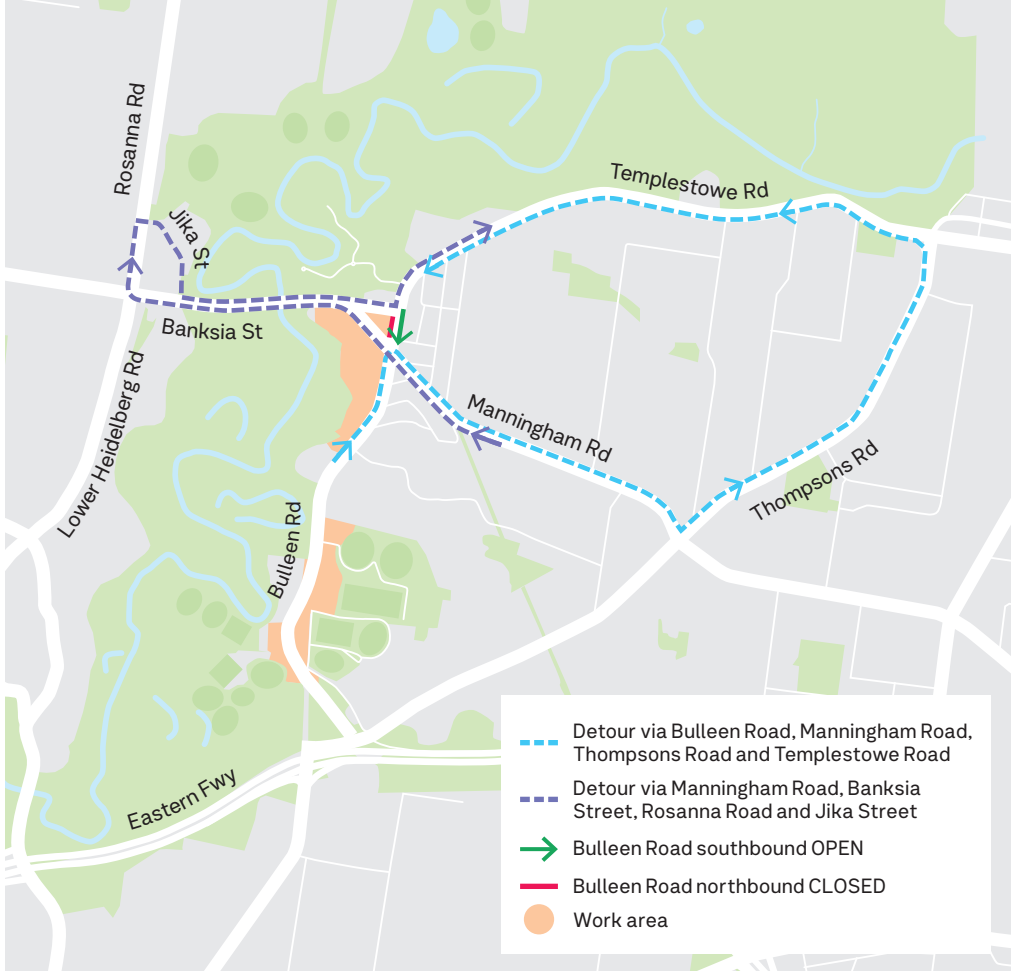 Rosanna Rd
Jika St
Templestowe Rd
Banksia St
Lower Heidelberg Rd
Manningham Rd
Thompsons Rd
Bulleen Rd
Eastern Fwy
Detour via Bulleen Road, Manningham Road,
Thompsons Road and Templestowe Road
Detour via Manningham Road, Banksia
Street, Rosanna Road and Jika Street
Bulleen Road southbound OPEN
Bulleen Road northbound CLOSED
Work area